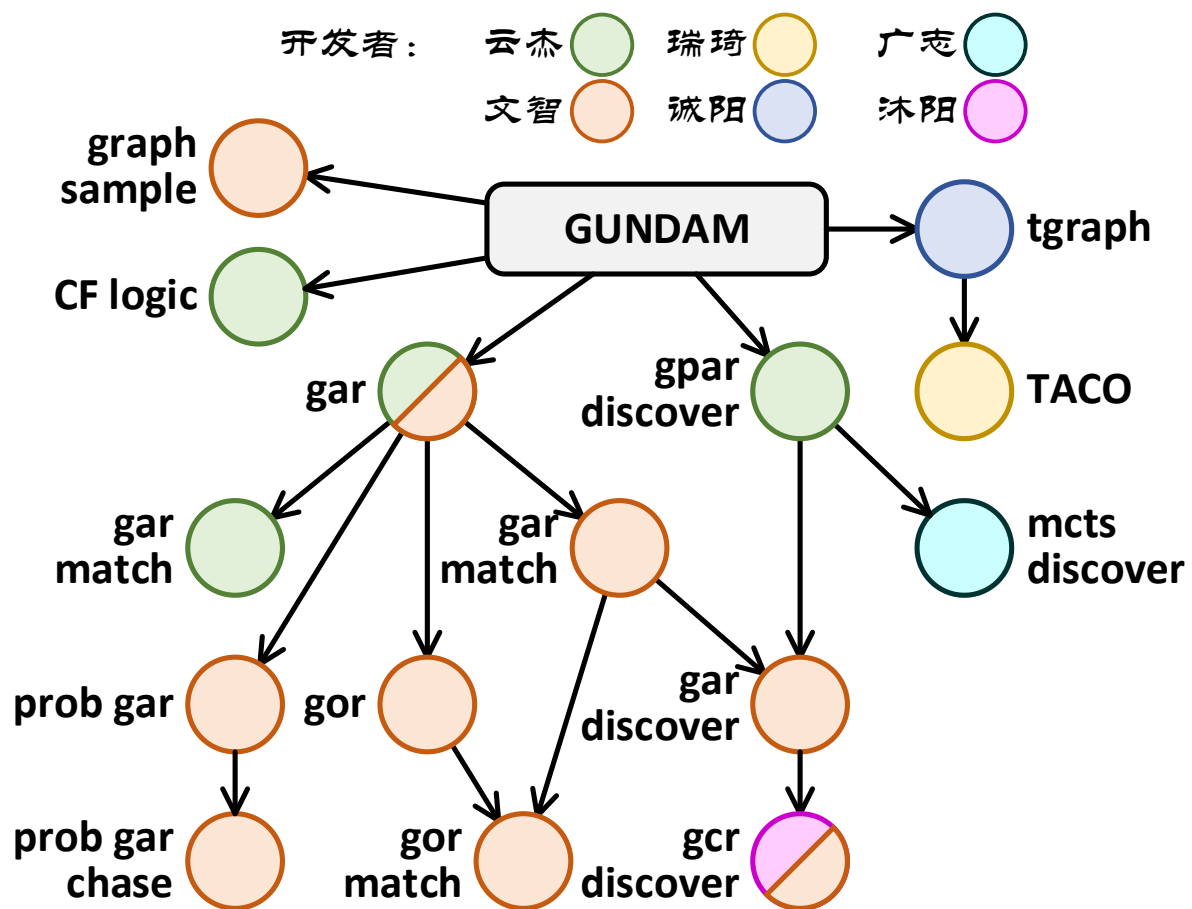 开发者： 云杰 瑞琦 广志
文智 诚阳 沐阳
graph
sample
GUNDAM
tgraph
CF logic
gar
gpar
discover
TACO
gar
match
gar
match
mcts
discover
prob gar
gor
gar
discover
prob gar
chase
gor
match
gcr
discover